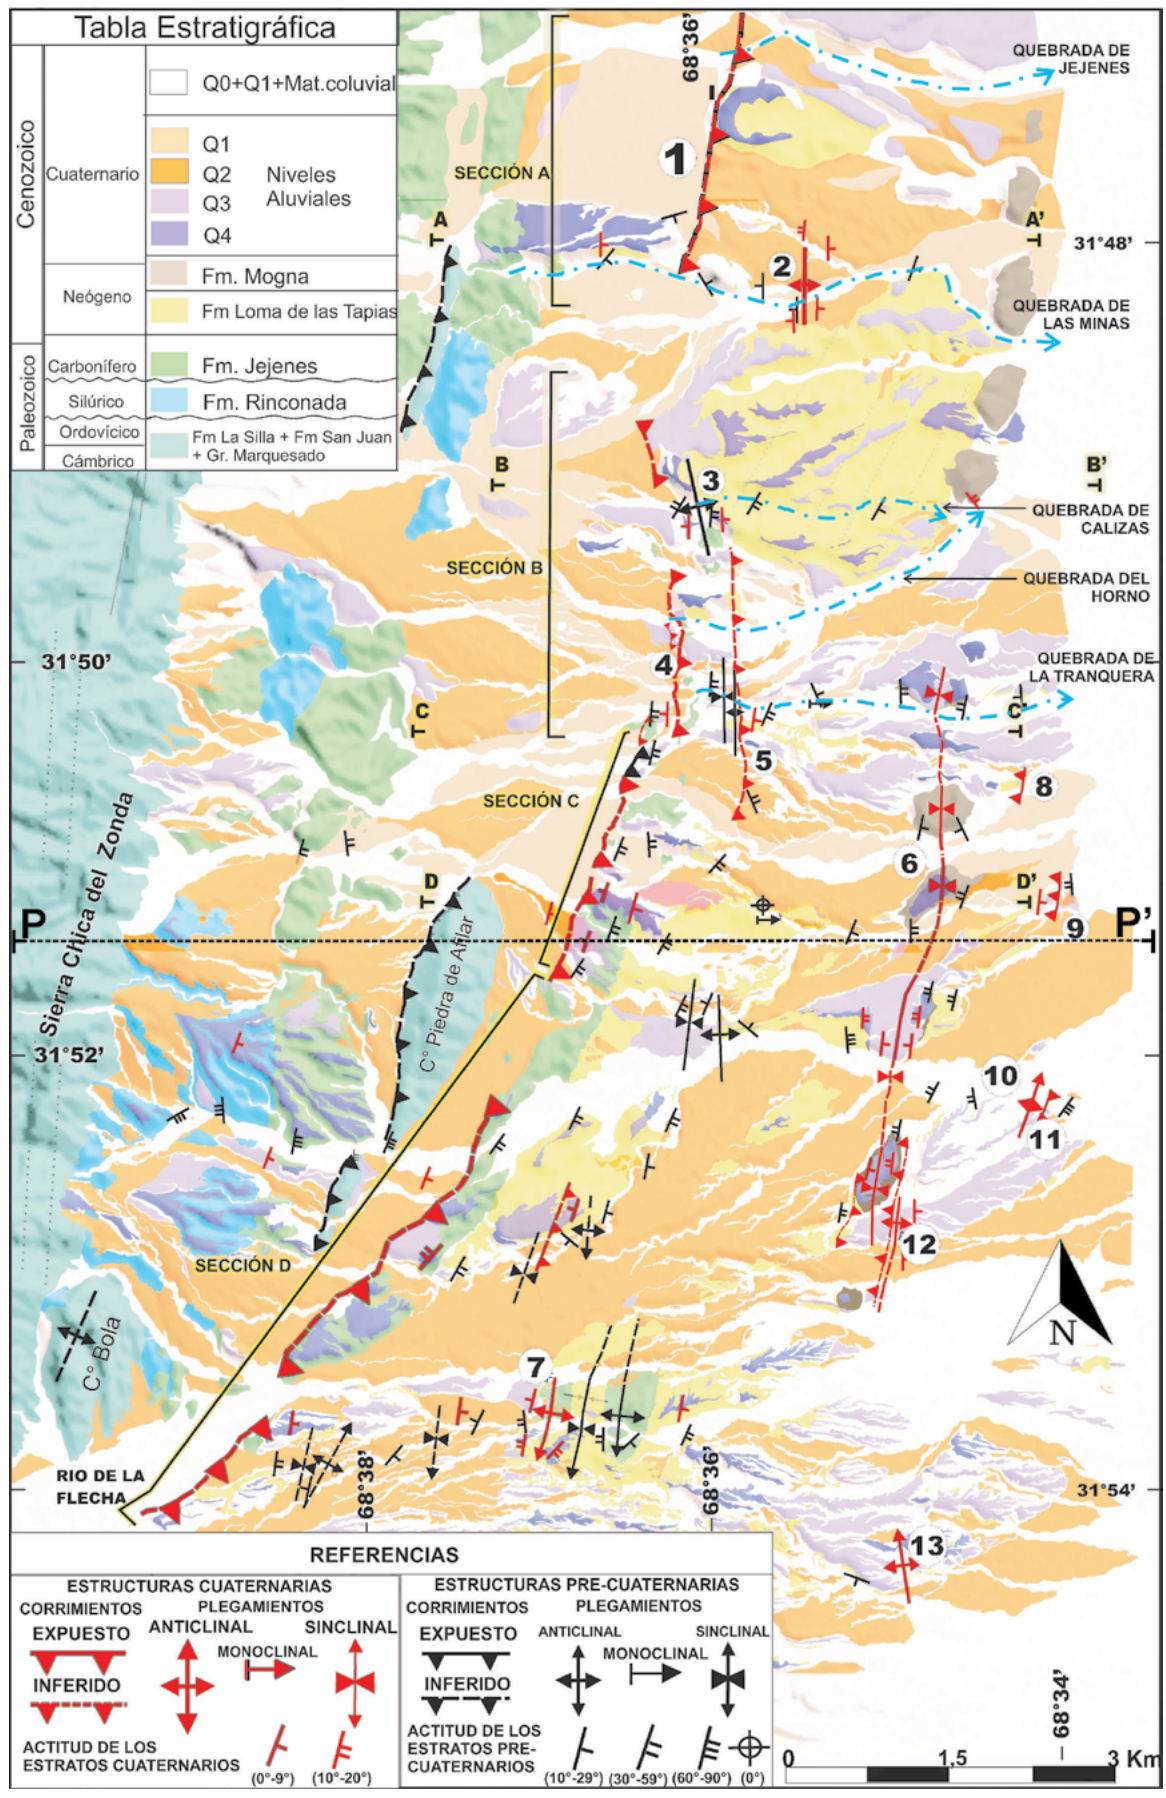 Tabla Estratigráfica
Cenozoico
Cuaternario
Q0+Q1+Mat.coluvial
Q1
Q2
Q3
Q4
Niveles
Aluviales
Neógeno
Fm. Mogna
Fm Loma de las Tapias
Paleozoico
Carbonífero
Fm. Jejenes
Silúrico
Fm. Rinconada
Ordovícico
Cámbrico
Fm La Silla + Fm San Juan
+ Gr. Marquesado
68°36'
QUEBRADA DE
JEJENES
1
SECCIÓN A
A
A'
31°48'
2
QUEBRADA DE
LAS MINAS
B
3
B'
QUEBRADA DE
CALIZAS
SECCIÓN B
QUEBRADA DEL
HORNO
31°50'
4
QUEBRADA DE
LA TRANQUERA
C
C'
5
8
SECCIÓN C
Sierra Chica del Zonda
6
D
D'
9
P
P'
C° Piedra de Afilar
31°52'
10
11
12
SECCIÓN D
N
C° Bola
7
RIO DE LA
FLECHA
68°38'
68°36'
31°54'
13
REFERENCIAS
ESTRUCTURAS CUATERNARIAS
CORRIMIENTOS
PLEGAMIENTOS
EXPUESTO
ANTICLINAL
SINCLINAL
MONOCLINAL
INFERIDO
ACTITUD DE LOS
ESTRATOS CUATERNARIOS
(0°-9°)
(10°-20°)
ESTRUCTURAS PRE-CUATERNARIAS
CORRIMIENTOS
PLEGAMIENTOS
EXPUESTO
ANTICLINAL
SINCLINAL
MONOCLINAL
INFERIDO
ACTITUD DE LOS
ESTRATOS PRE-
CUATERNARIOS
(10°-29°)
(30°-59°)
(60°-90°)
(0°)
68°34'
0
1,5
3 Km